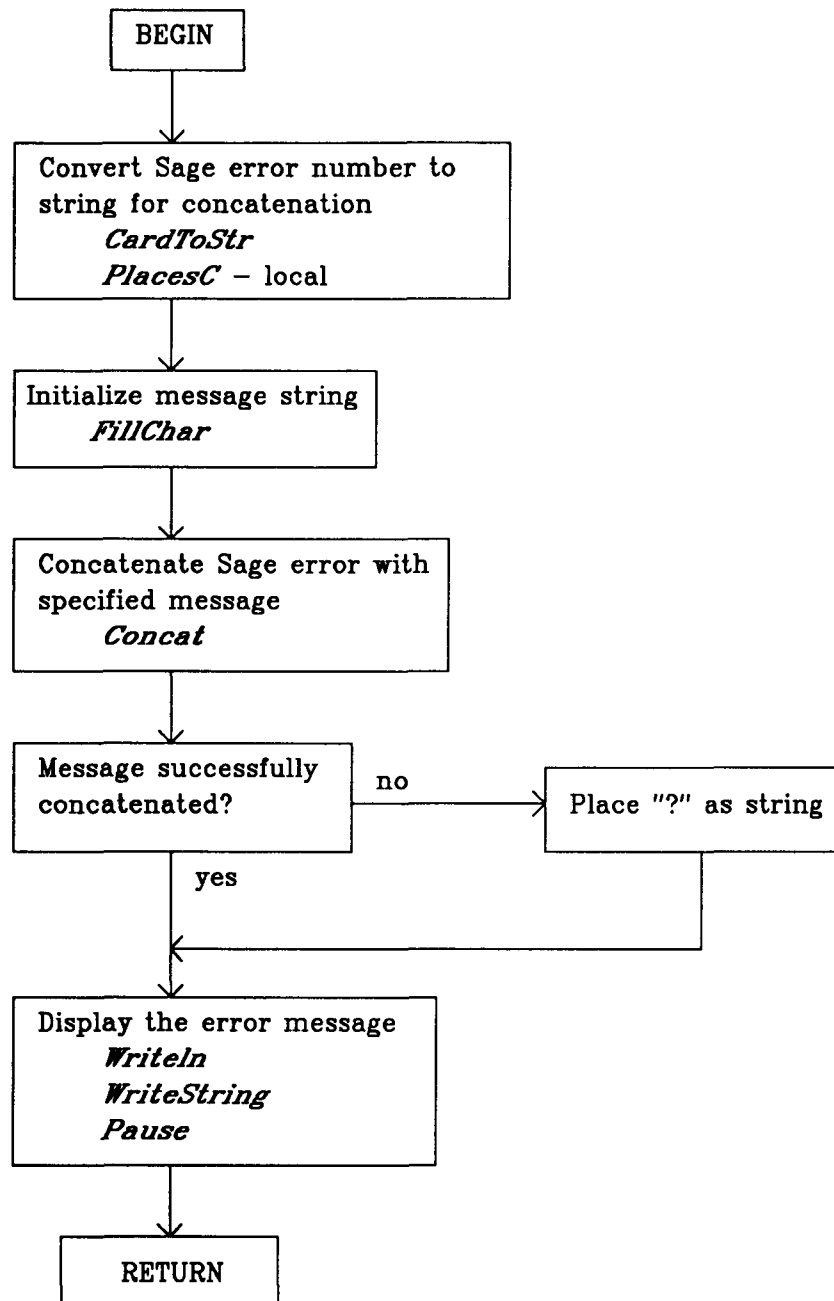 BEGIN
Convert Sage error number to
string for concatenation
CardToStr
PlacesC – local
Initialize message string
FillChar
Concatenate Sage error with
specified message
Concat
Message successfully
concatenated?
no
Place "?" as string
yes
Display the error message
Writeln
WriteString
Pause
RETURN